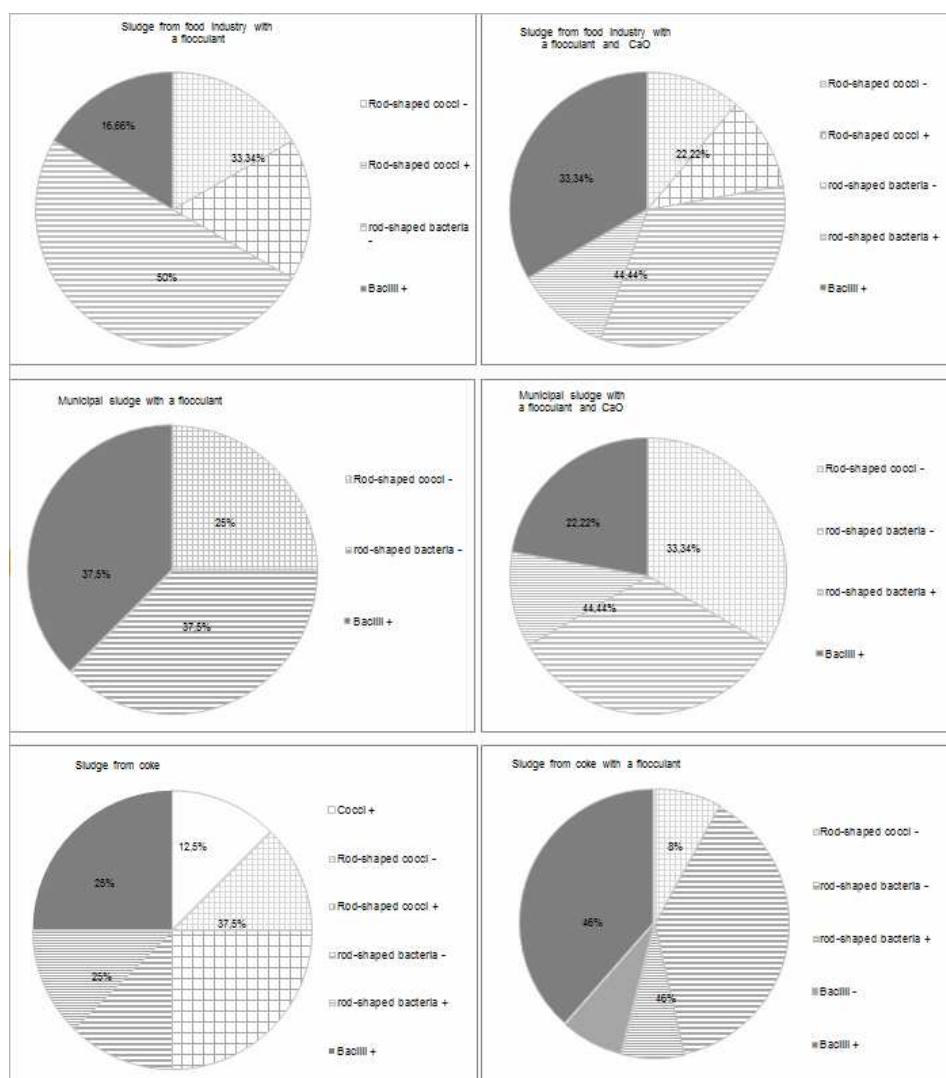 Sludge from food industry with
a flocculant
16,66%
33,34%
50%
Rod-shaped cocci -
Rod-shaped cocci +
rod-shaped bacteria
-
Bacilli +
Sludge from food industry with
a flocculant and CaO
33,34%
22,22%
44,44%
Rod-shaped cocci -
Rod-shaped cocci +
rod-shaped bacteria -
rod-shaped bacteria +
Bacilli +
Municipal sludge with a flocculant
25%
37,5%
37,5%
Rod-shaped cocci -
rod-shaped bacteria -
Bacilli +
Municipal sludge with
a flocculant and CaO
22,22%
33,34%
44,44%
Rod-shaped cocci -
rod-shaped bacteria -
rod-shaped bacteria +
Bacilli +
Sludge from coke
12,5%
25%
37,5%
25%
Cocci +
Rod-shaped cocci -
Rod-shaped cocci +
rod-shaped bacteria -
rod-shaped bacteria +
Bacilli +
Sludge from coke with a flocculant
8%
46%
46%
Rod-shaped cocci -
rod-shaped bacteria -
rod-shaped bacteria +
Bacilli -
Bacilli +